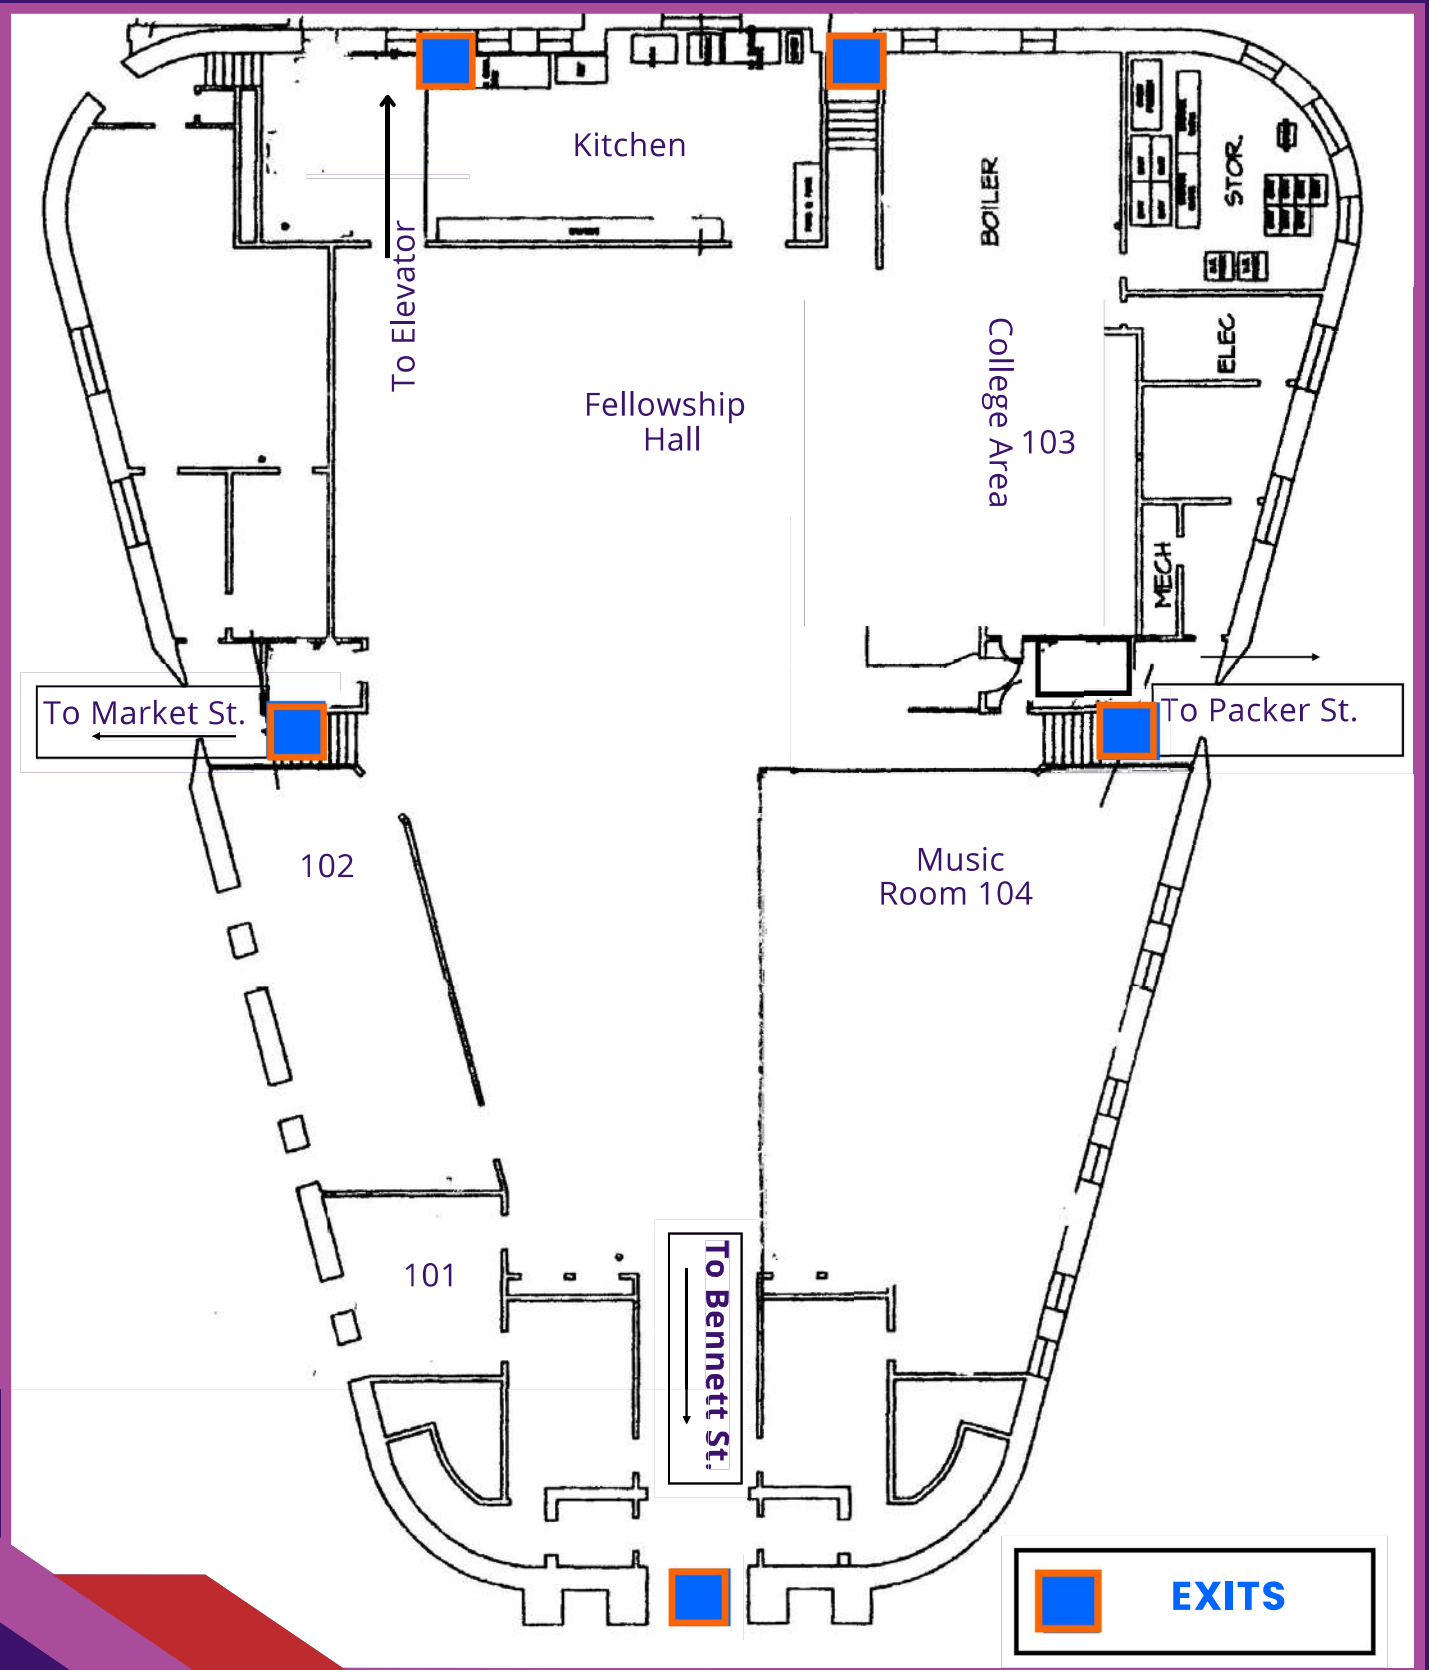 Kitchen
BOILER
STOR.
To Elevator
ELEC
College Area
Fellowship
Hall
103
MECH
To Market St.
To Packer St.
102
Music
Room 104
101
To Bennett St.
EXITS